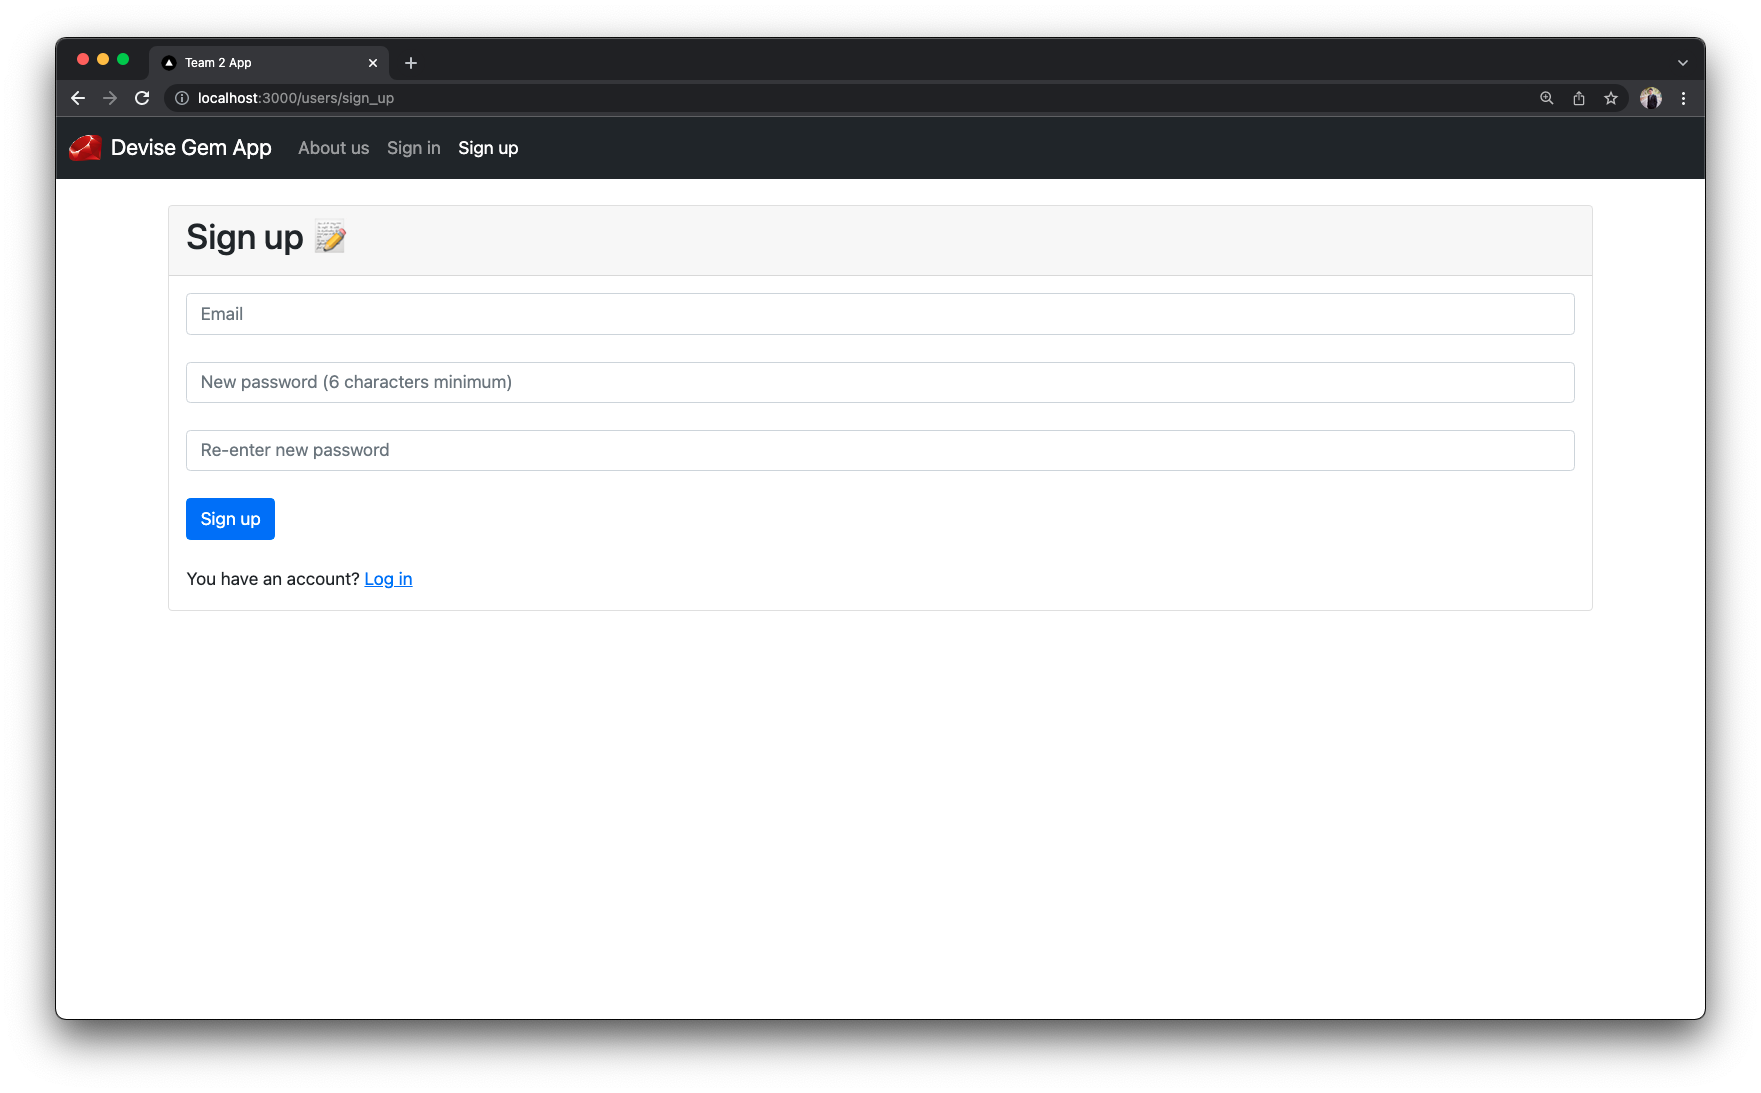 Team 2 App
localhost:3000/users/sign_up
Devise Gem App About us Sign in Sign up
Sign up
Email
New password (6 characters minimum)
Re-enter new password
Sign up
You have an account? Log in